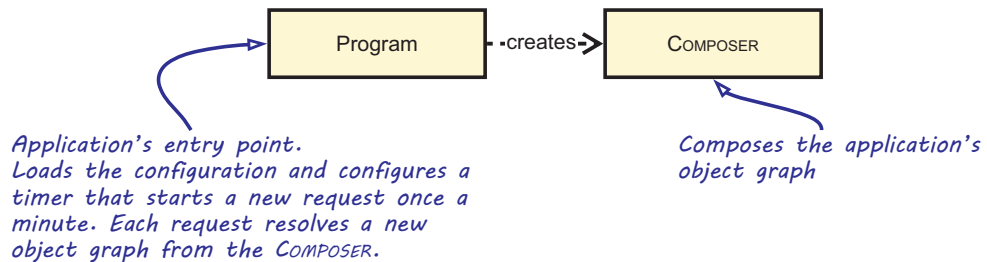 Program
creates
COMPOSER
Application's entry point.
Loads the configuration and configures a
timer that starts a new request once a
minute. Each request resolves a new
object graph from the COMPOSER.
Composes the application's
object graph